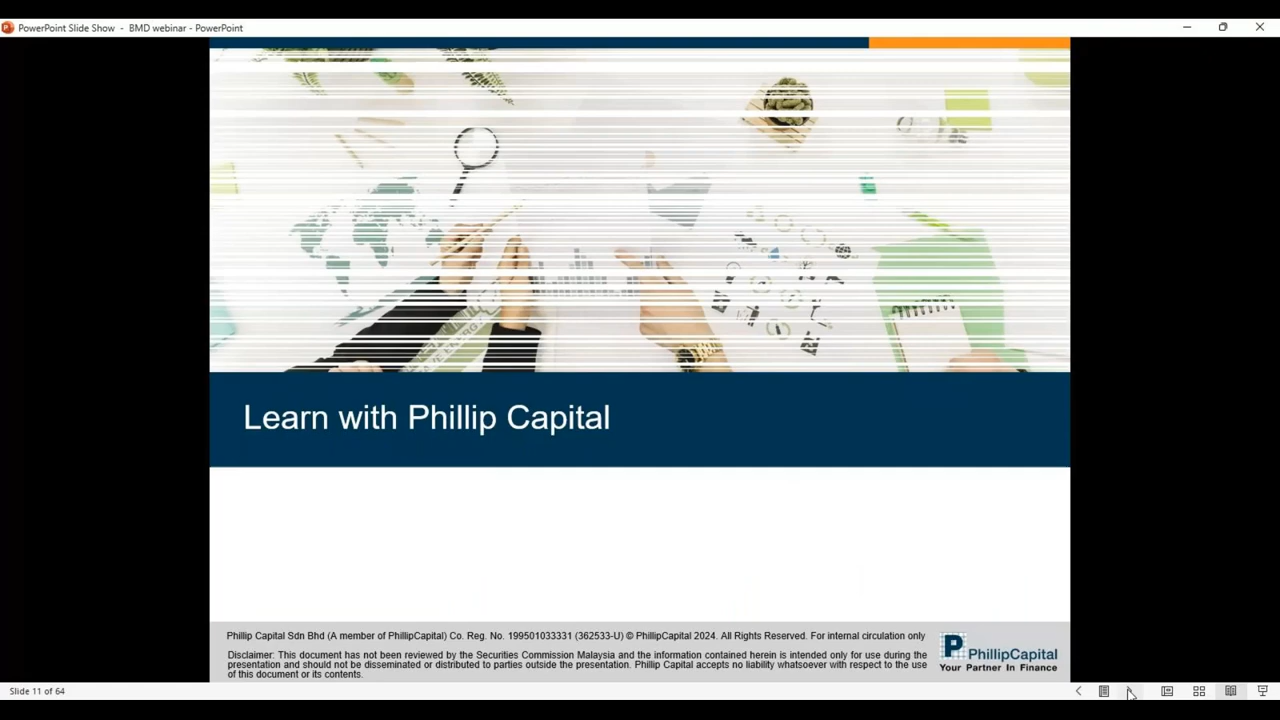 PowerPoint Slide Show - BMD webinar - PowerPoint
Learn with Phillip Capital
Phillip Capital Sdn Bhd (A member of PhillipCapital) Co. Reg. No. 199501033331 (362533-U) © PhillipCapital 2024. All Rights Reserved. For internal circulation only
Disclaimer: This document has not been reviewed by the Securities Commission Malaysia and the information contained herein is intended only for use during the
presentation and should not be disseminated or distributed to parties outside the presentation. Phillip Capital accepts no liability whatsoever with respect to the use
of this document or its contents.
P PhillipCapital
Your Partner In Finance
Slide 11 of 64